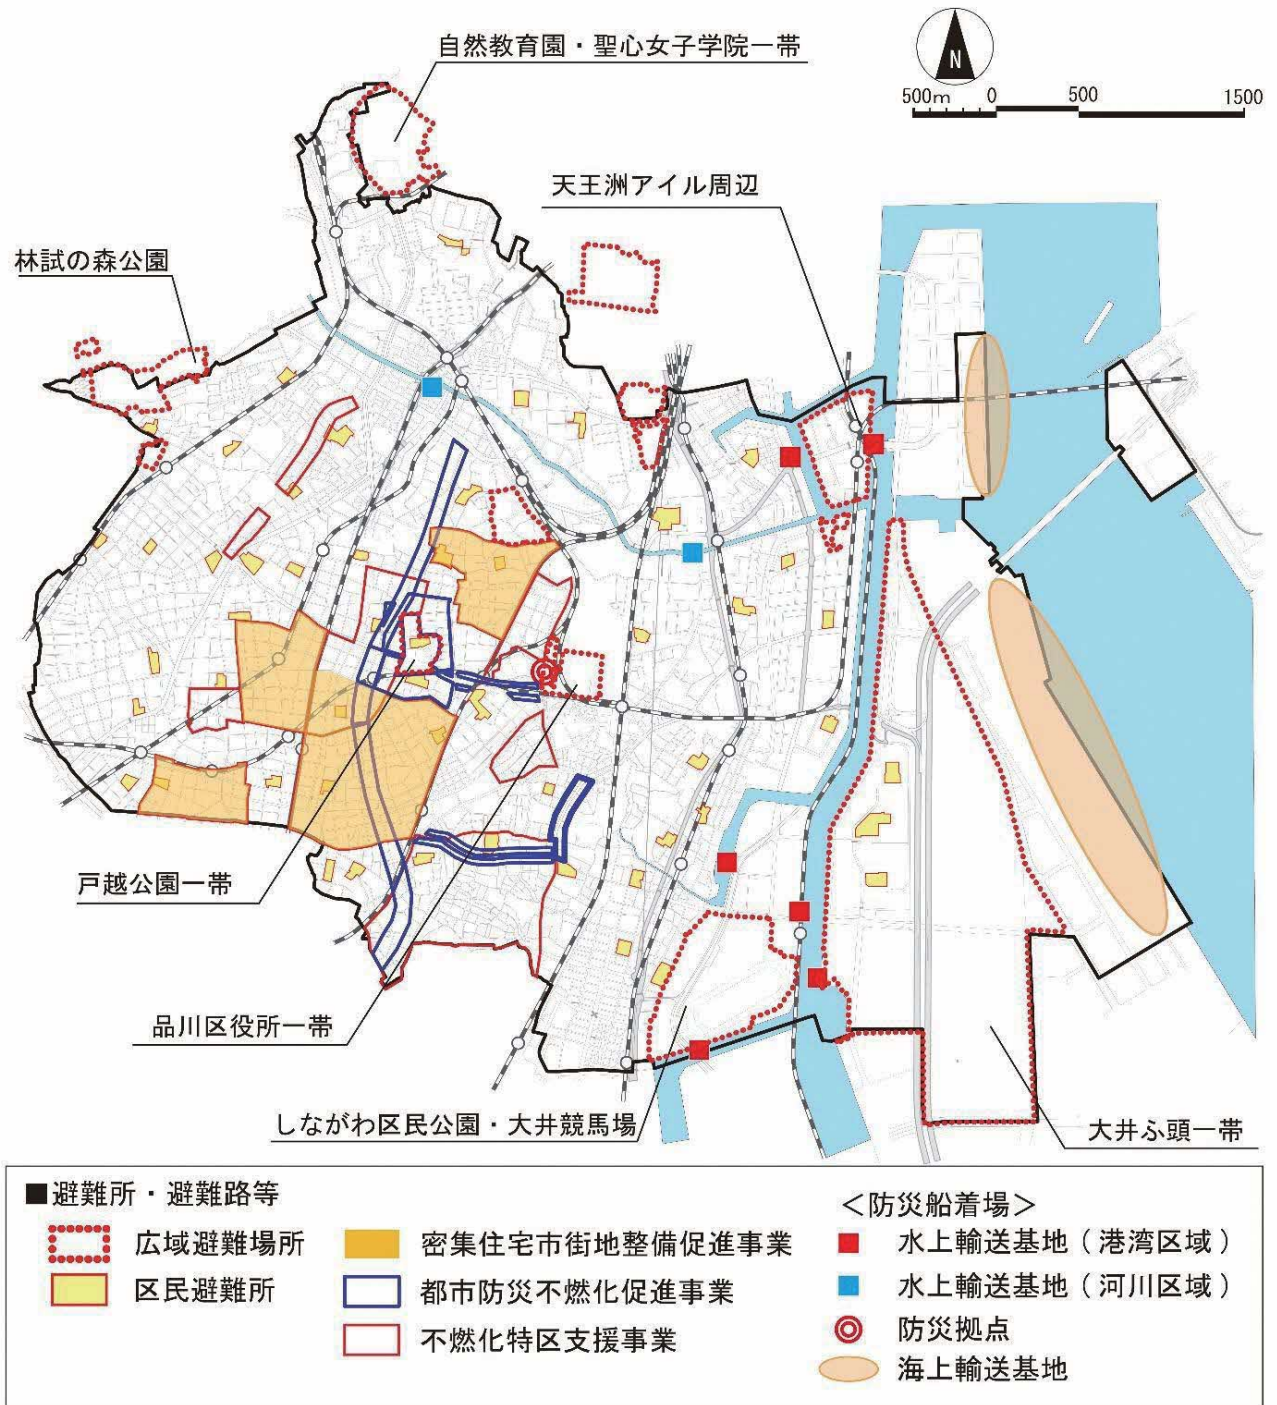 自然教育園・聖心女子学院一帯
N
500m 0 500 1500
天王洲アイル周辺
林試の森公園
戸越公園一帯
品川区役所一帯
しながわ区民公園・大井競馬場
大井ふ頭一帯
■避難所・避難路等
広域避難場所
区民避難所
密集住宅市街地整備促進事業
都市防災不燃化促進事業
不燃化特区支援事業
＜防災船着場＞
水上輸送基地（港湾区域）
水上輸送基地（河川区域）
防災拠点
海上輸送基地